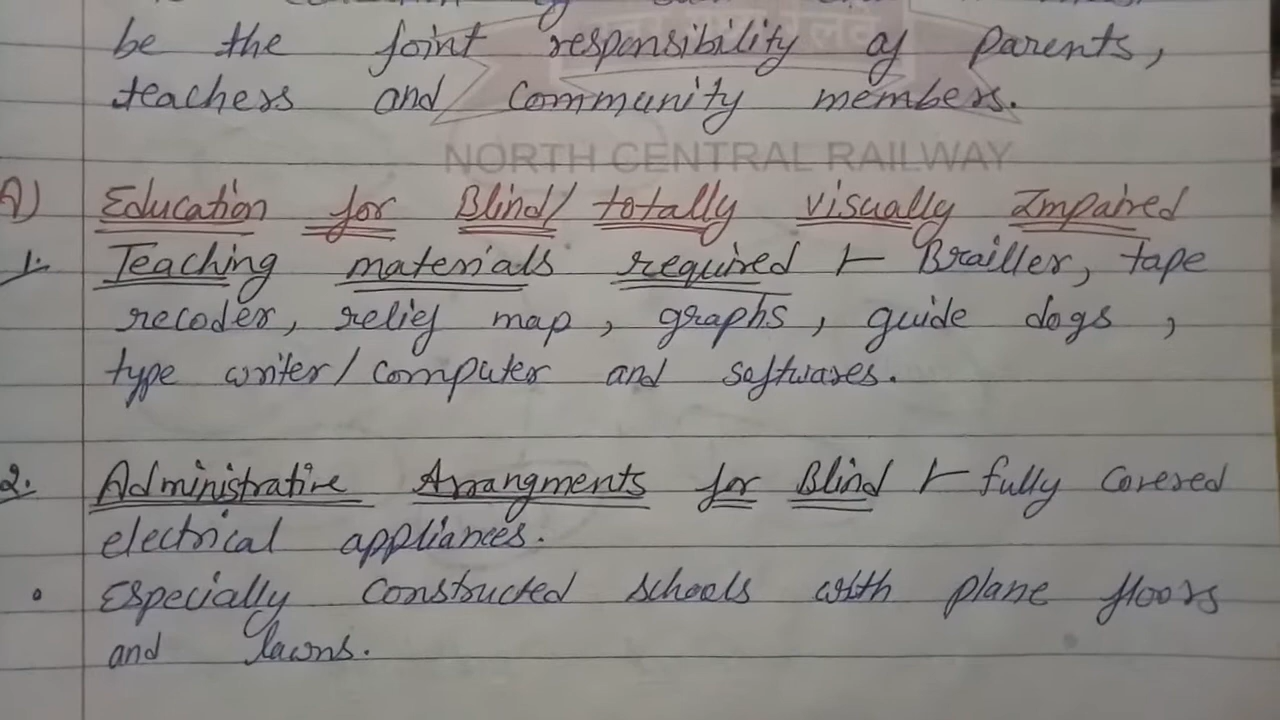 be the joint responsibility of parents,
teachers and community members.
NORTH CENTRAL RAILWAY
A) Education for Blind/ totally visually Impaired
1. Teaching materials required :- Brailler, tape
recoder, relief map, graphs, guide dogs,
type writer/computer and softwares.
2. Administrative Arrangments for Blind :- fully covered
electrical appliances.
• Especially constructed schools with plane floors
and lawns.